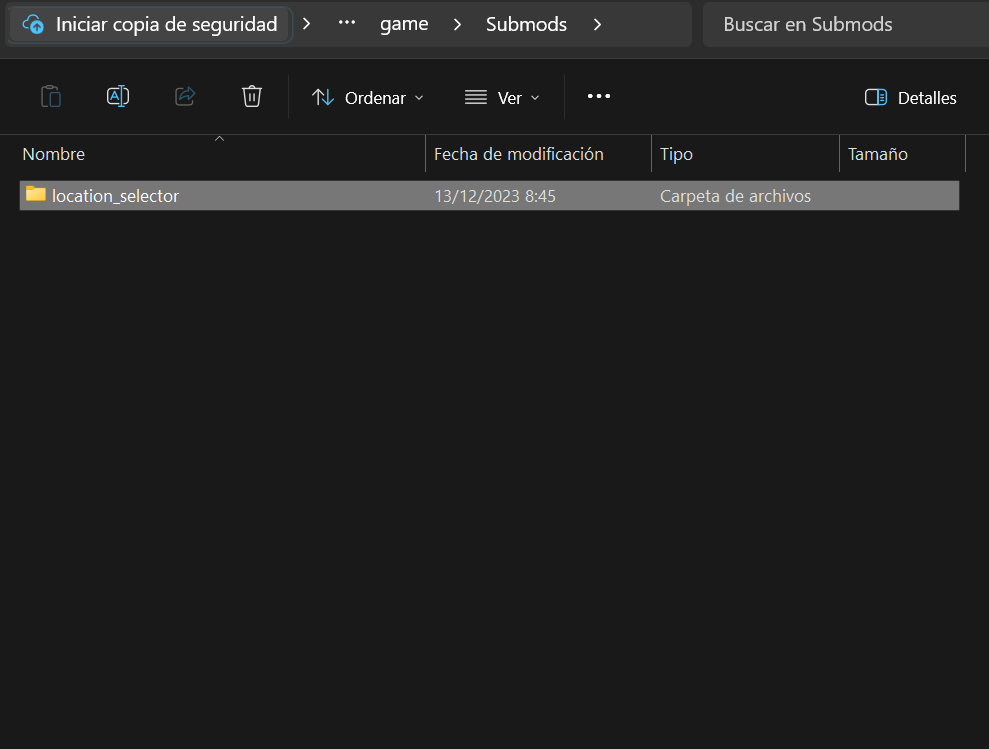 Iniciar copia de seguridad > ... game > Submods > Buscar en Submods
Ordenar Ver ... Detalles
Nombre Fecha de modificación Tipo Tamaño
location_selector 13/12/2023 8:45 Carpeta de archivos